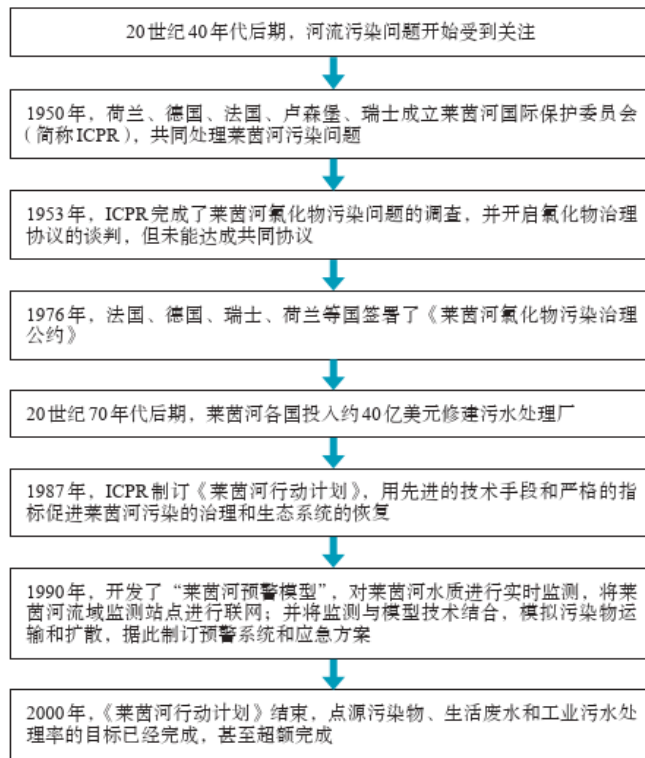 20世纪40年代后期，河流污染问题开始受到关注
1950年，荷兰、德国、法国、卢森堡、瑞士成立莱茵河国际保护委员会
（简称ICPR），共同处理莱茵河污染问题
1953年，ICPR完成了莱茵河氯化物污染问题的调查，并开启氯化物治理
协议的谈判，但未能达成共同协议
1976年，法国、德国、瑞士、荷兰等国签署了《莱茵河氯化物污染治理
公约》
20世纪70年代后期，莱茵河各国投入约40亿美元修建污水处理厂
1987年，ICPR制订《莱茵河行动计划》，用先进的技术手段和严格的指
标促进莱茵河污染的治理和生态系统的恢复
1990年，开发了“莱茵河预警模型”，对莱茵河水质进行实时监测，将莱
茵河流域监测站点进行联网；并将监测与模型技术结合，模拟污染物运
输和扩散，据此制订预警系统和应急方案
2000年，《莱茵河行动计划》结束，点源污染物、生活废水和工业污水处
理率的目标已经完成，甚至超额完成